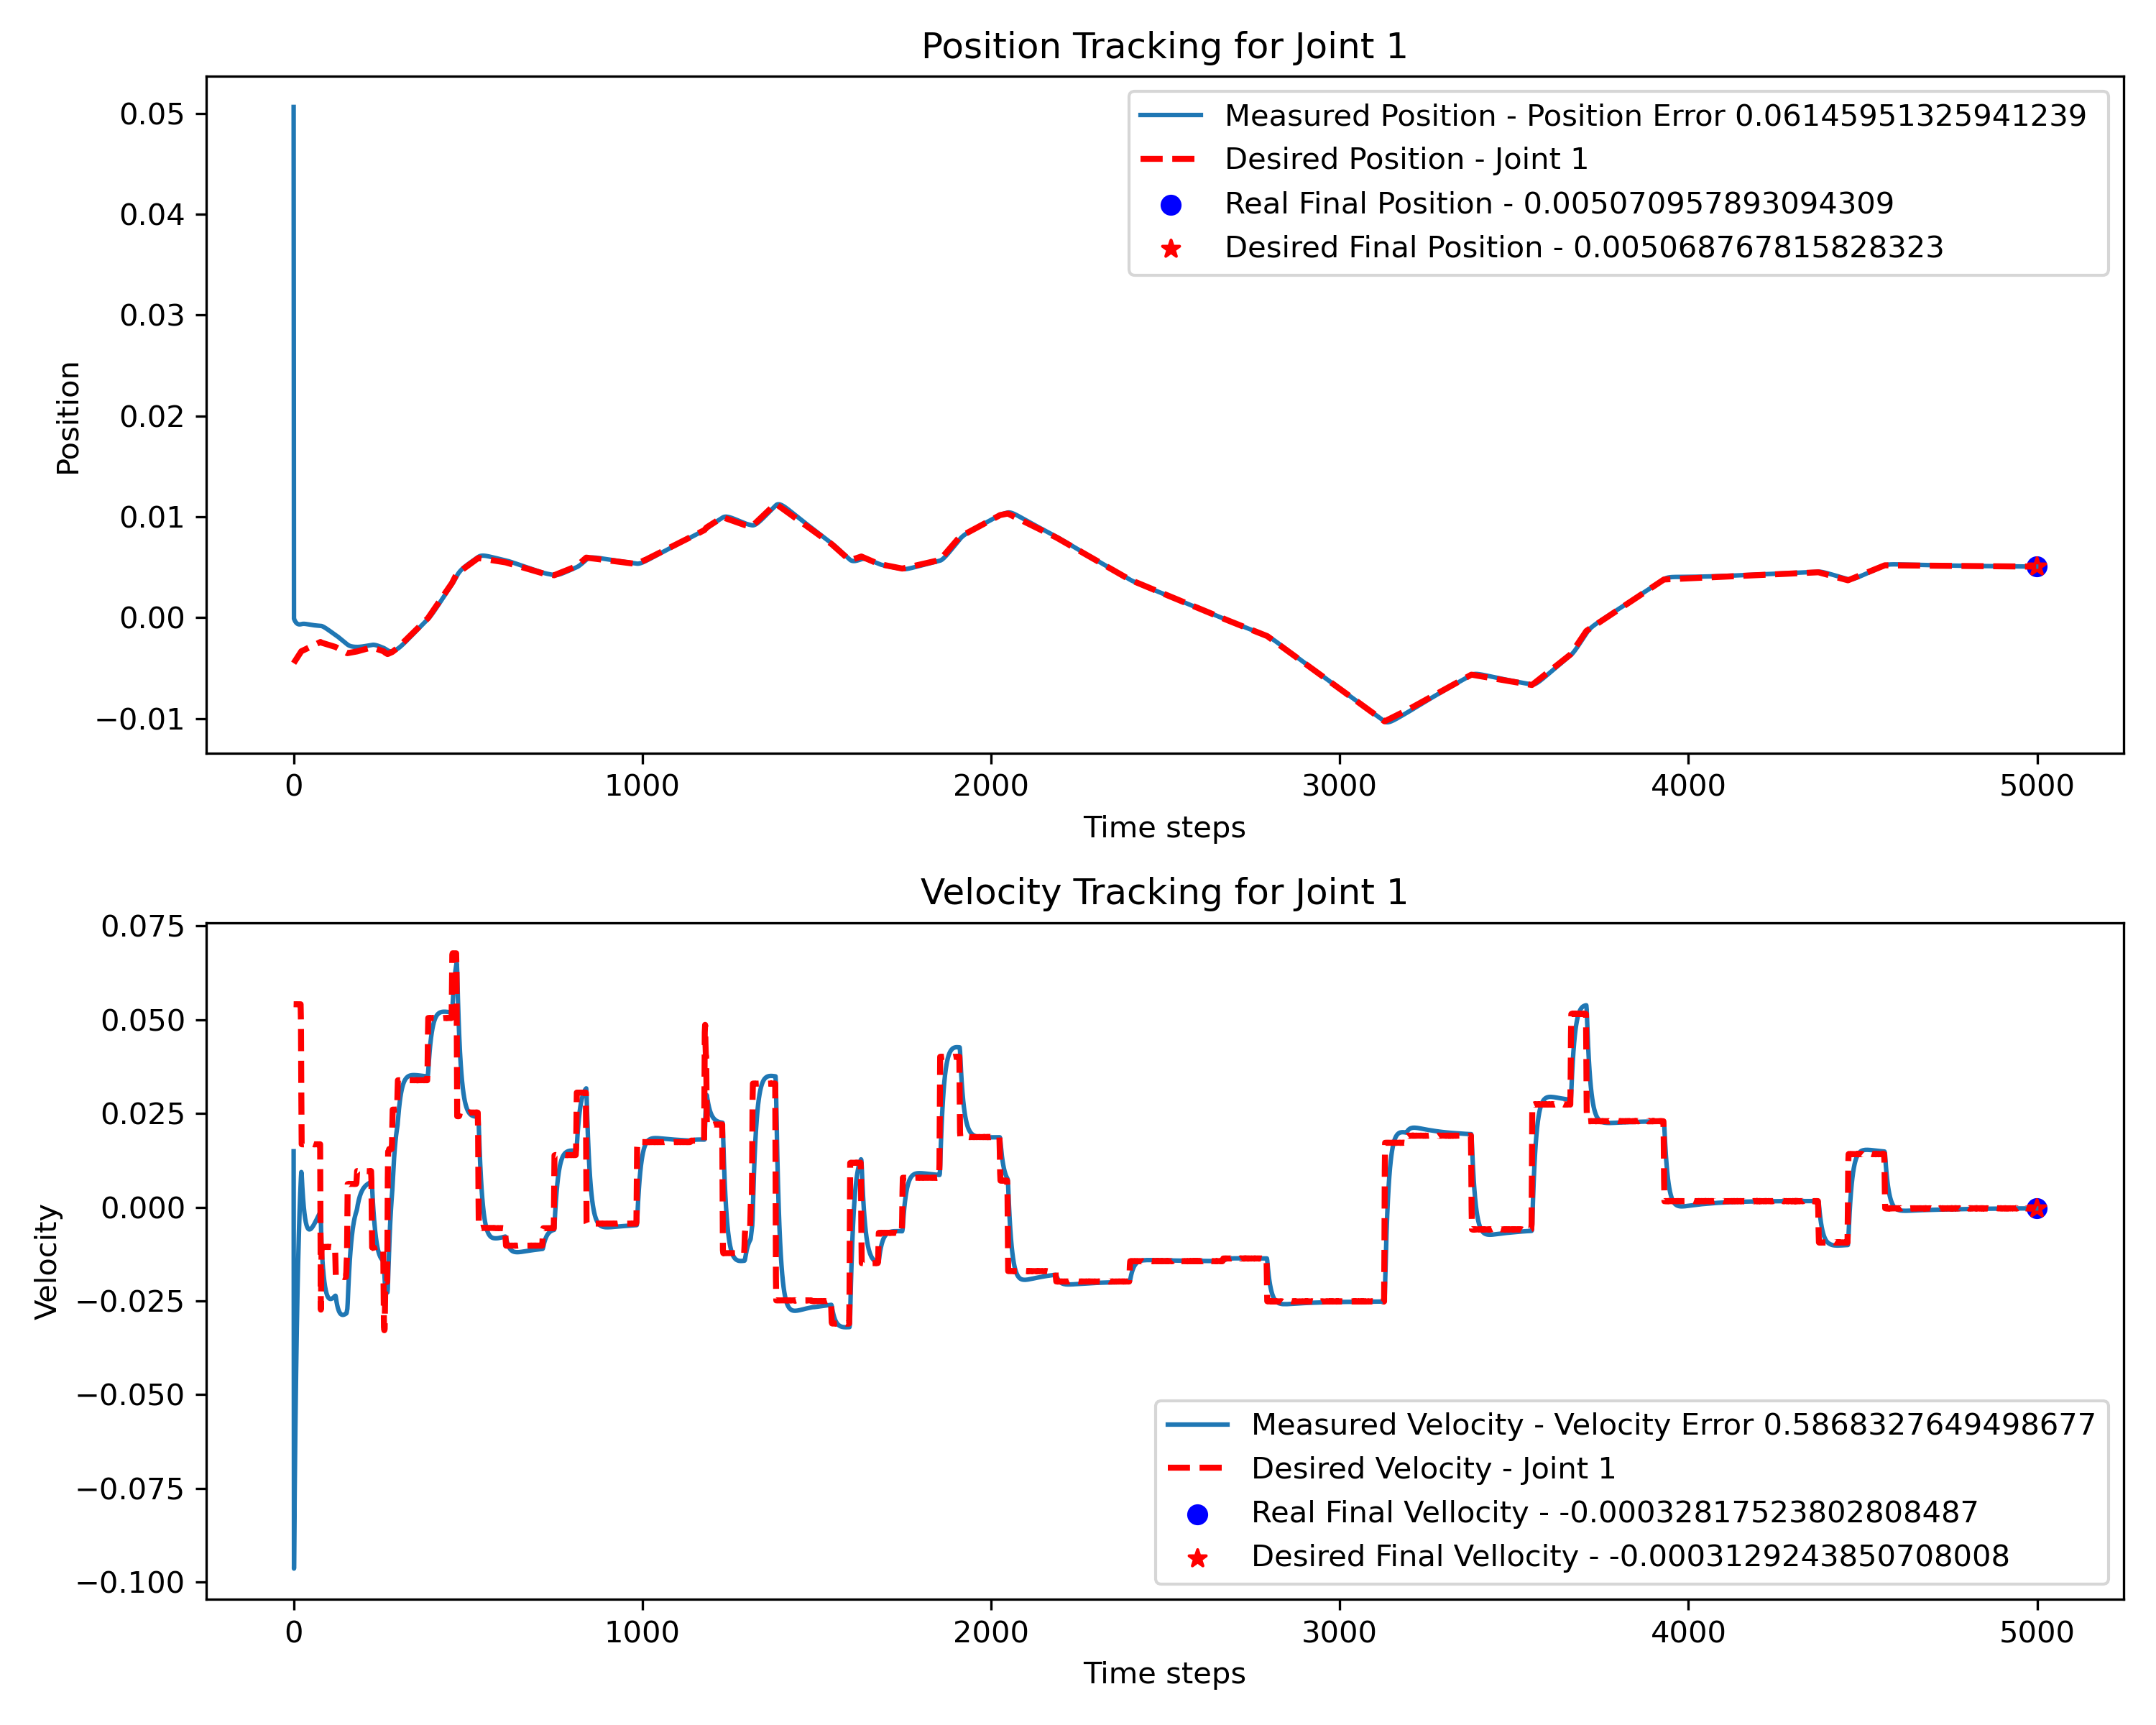 Position Tracking for Joint 1
0.05
0.04
0.03
0.02
0.01
0.00
−0.01
Position
Measured Position - Position Error 0.06145951325941239
Desired Position - Joint 1
Real Final Position - 0.005070957893094309
Desired Final Position - 0.005068767815828323
0 1000 2000 3000 4000 5000
Time steps
Velocity Tracking for Joint 1
0.075
0.050
0.025
0.000
−0.025
−0.050
−0.075
−0.100
Velocity
Measured Velocity - Velocity Error 0.5868327649498677
Desired Velocity - Joint 1
Real Final Vellocity - -0.00032817523802808487
Desired Final Vellocity - -0.0003129243850708008
0 1000 2000 3000 4000 5000
Time steps